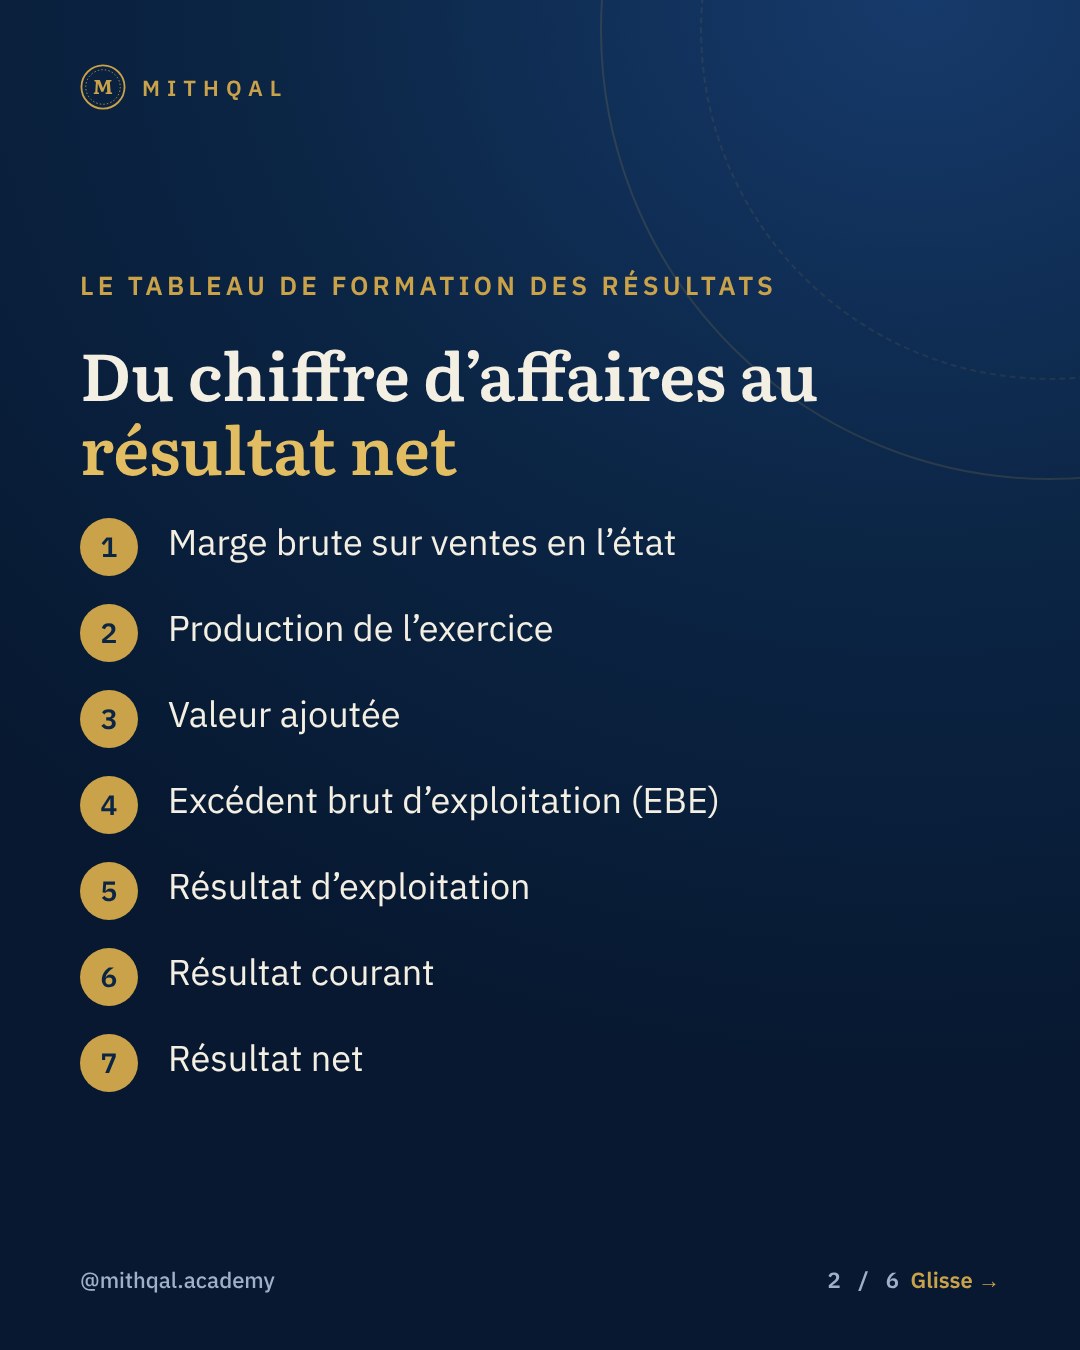 M MITHQAL
LE TABLEAU DE FORMATION DES RÉSULTATS
Du chiffre d’affaires au
résultat net
1 Marge brute sur ventes en l’état
2 Production de l’exercice
3 Valeur ajoutée
4 Excédent brut d’exploitation (EBE)
5 Résultat d’exploitation
6 Résultat courant
7 Résultat net
@mithqal.academy
2 / 6 Glisse →